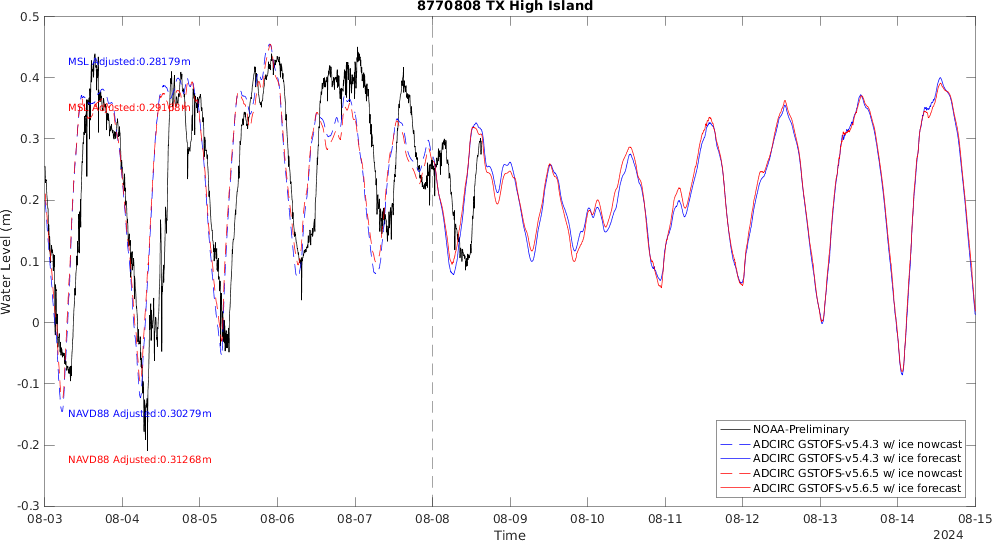 8770808 TX High Island
0.5
0.4
0.3
0.2
0.1
0
-0.1
-0.2
-0.3
Water Level (m)
MSL Adjusted:0.28179m
MSL Adjusted:0.29168m
NAVD88 Adjusted:0.30279m
NAVD88 Adjusted:0.31268m
NOAA-Preliminary
ADCIRC GSTOFS-v5.4.3 w/ ice nowcast
ADCIRC GSTOFS-v5.4.3 w/ ice forecast
ADCIRC GSTOFS-v5.6.5 w/ ice nowcast
ADCIRC GSTOFS-v5.6.5 w/ ice forecast
08-03 08-04 08-05 08-06 08-07 08-08 08-09 08-10 08-11 08-12 08-13 08-14 08-15
Time
2024